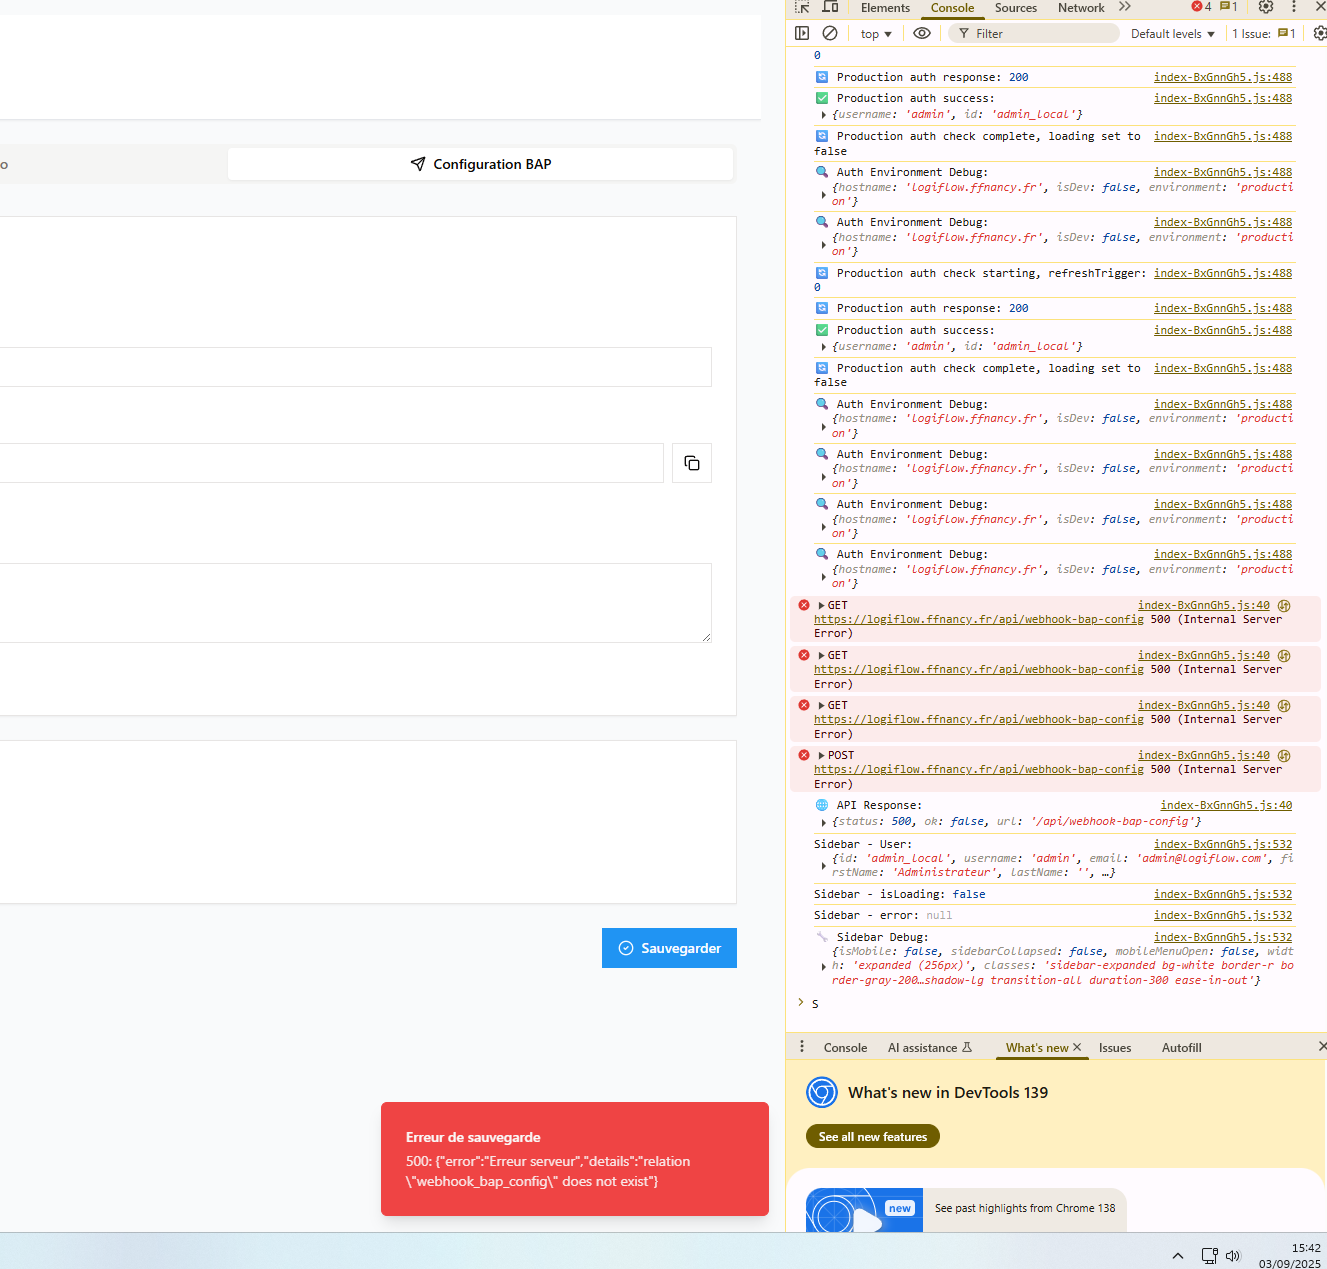 o
Configuration BAP
Sauvegarder
Erreur de sauvegarde
500: {"error":"Erreur serveur","details":"relation
\"webhook_bap_config\" does not exist"}
Elements Console Sources Network 4 1
top Filter Default levels 1 Issue: 1
0
Production auth response: 200 index-BxGnnGh5.js:488
Production auth success: index-BxGnnGh5.js:488
{username: 'admin', id: 'admin_local'}
Production auth check complete, loading set to index-BxGnnGh5.js:488
false
Auth Environment Debug: index-BxGnnGh5.js:488
{hostname: 'logiflow.ffnancy.fr', isDev: false, environment: 'producti
on'}
Auth Environment Debug: index-BxGnnGh5.js:488
{hostname: 'logiflow.ffnancy.fr', isDev: false, environment: 'producti
on'}
Production auth check starting, refreshTrigger: index-BxGnnGh5.js:488
0
Production auth response: 200 index-BxGnnGh5.js:488
Production auth success: index-BxGnnGh5.js:488
{username: 'admin', id: 'admin_local'}
Production auth check complete, loading set to index-BxGnnGh5.js:488
false
Auth Environment Debug: index-BxGnnGh5.js:488
{hostname: 'logiflow.ffnancy.fr', isDev: false, environment: 'producti
on'}
Auth Environment Debug: index-BxGnnGh5.js:488
{hostname: 'logiflow.ffnancy.fr', isDev: false, environment: 'producti
on'}
Auth Environment Debug: index-BxGnnGh5.js:488
{hostname: 'logiflow.ffnancy.fr', isDev: false, environment: 'producti
on'}
Auth Environment Debug: index-BxGnnGh5.js:488
{hostname: 'logiflow.ffnancy.fr', isDev: false, environment: 'producti
on'}
GET index-BxGnnGh5.js:40
https://logiflow.ffnancy.fr/api/webhook-bap-config 500 (Internal Server
Error)
GET index-BxGnnGh5.js:40
https://logiflow.ffnancy.fr/api/webhook-bap-config 500 (Internal Server
Error)
GET index-BxGnnGh5.js:40
https://logiflow.ffnancy.fr/api/webhook-bap-config 500 (Internal Server
Error)
POST index-BxGnnGh5.js:40
https://logiflow.ffnancy.fr/api/webhook-bap-config 500 (Internal Server
Error)
API Response: index-BxGnnGh5.js:40
{status: 500, ok: false, url: '/api/webhook-bap-config'}
Sidebar - User: index-BxGnnGh5.js:532
{id: 'admin_local', username: 'admin', email: 'admin@logiflow.com', fi
rstName: 'Administrateur', lastName: '', …}
Sidebar - isLoading: false index-BxGnnGh5.js:532
Sidebar - error: null index-BxGnnGh5.js:532
Sidebar Debug: index-BxGnnGh5.js:532
{isMobile: false, sidebarCollapsed: false, mobileMenuOpen: false, widt
h: 'expanded (256px)', classes: 'sidebar-expanded bg-white border-r bo
rder-gray-200…shadow-lg transition-all duration-300 ease-in-out'}
S
Console AI assistance What's new Issues Autofill
What's new in DevTools 139
See all new features
new
See past highlights from Chrome 138
15:42
03/09/2025